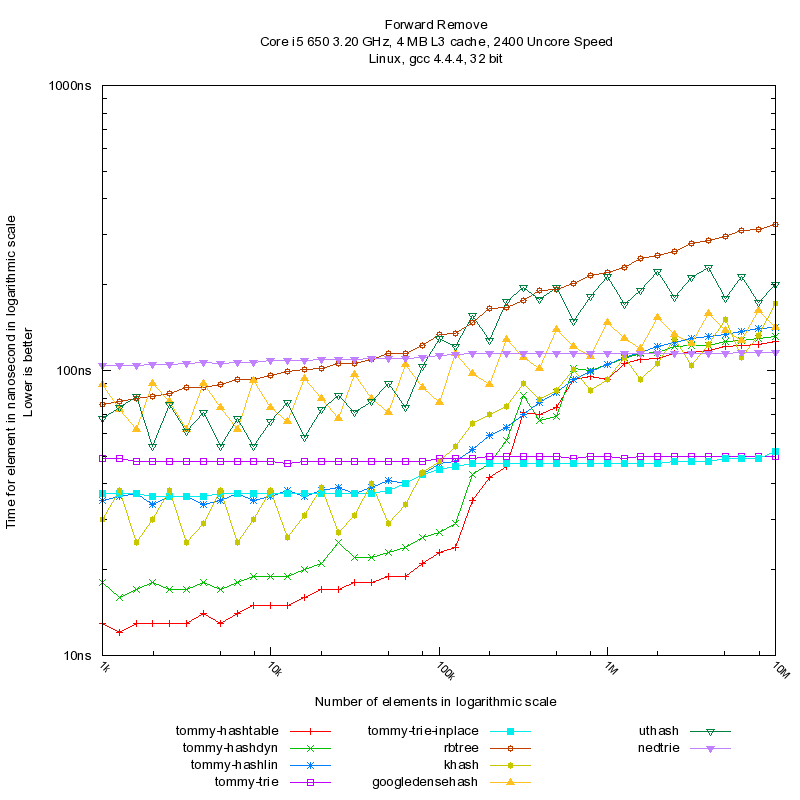 Forward Remove
Core i5 650 3.20 GHz, 4 MB L3 cache, 2400 Uncore Speed
Linux, gcc 4.4.4, 32 bit
1000ns
100ns
10ns
Time for element in nanosecond in logarithmic scale
Lower is better
1k
10k
100k
1M
10M
Number of elements in logarithmic scale
tommy-hashtable
tommy-hashdyn
tommy-hashlin
tommy-trie
tommy-trie-inplace
rbtree
khash
googledensehash
uthash
nedtrie